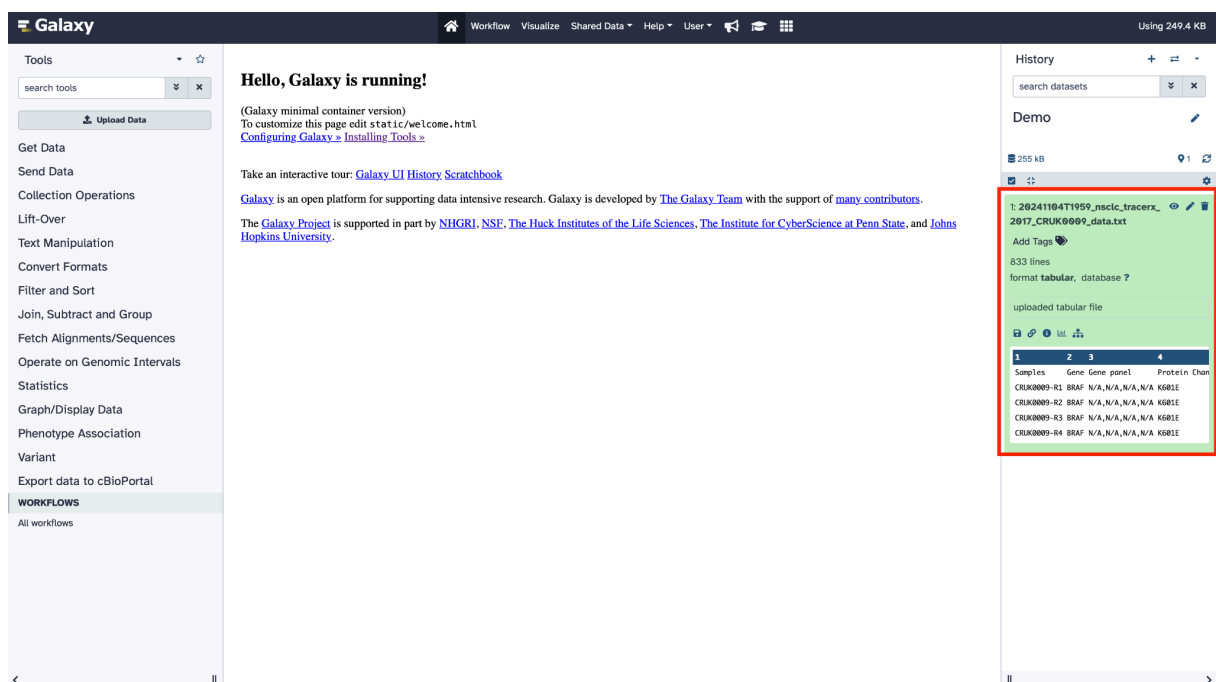 Galaxy
Workflow Visualize Shared Data Help User
Using 249.4 KB
Tools
search tools
Upload Data
Get Data
Send Data
Collection Operations
Lift-Over
Text Manipulation
Convert Formats
Filter and Sort
Join, Subtract and Group
Fetch Alignments/Sequences
Operate on Genomic Intervals
Statistics
Graph/Display Data
Phenotype Association
Variant
Export data to cBioPortal
WORKFLOWS
All workflows
Hello, Galaxy is running!
(Galaxy minimal container version)
To customize this page edit static/welcome.html
Configuring Galaxy » Installing Tools »
Take an interactive tour: Galaxy UI History Scratchbook
Galaxy is an open platform for supporting data intensive research. Galaxy is developed by The Galaxy Team with the support of many contributors.
The Galaxy Project is supported in part by NHGRI, NSF, The Huck Institutes of the Life Sciences, The Institute for CyberScience at Penn State, and Johns
Hopkins University.
History
search datasets
Demo
255 kB 1
1: 20241104T1959_nsclc_tracerx_
2017_CRUK0009_data.txt
Add Tags
833 lines
format tabular, database ?
uploaded tabular file
1 2 3 4
Samples Gene Gene panel Protein Chan
CRUK0009-R1 BRAF N/A,N/A,N/A,N/A K601E
CRUK0009-R2 BRAF N/A,N/A,N/A,N/A K601E
CRUK0009-R3 BRAF N/A,N/A,N/A,N/A K601E
CRUK0009-R4 BRAF N/A,N/A,N/A,N/A K601E